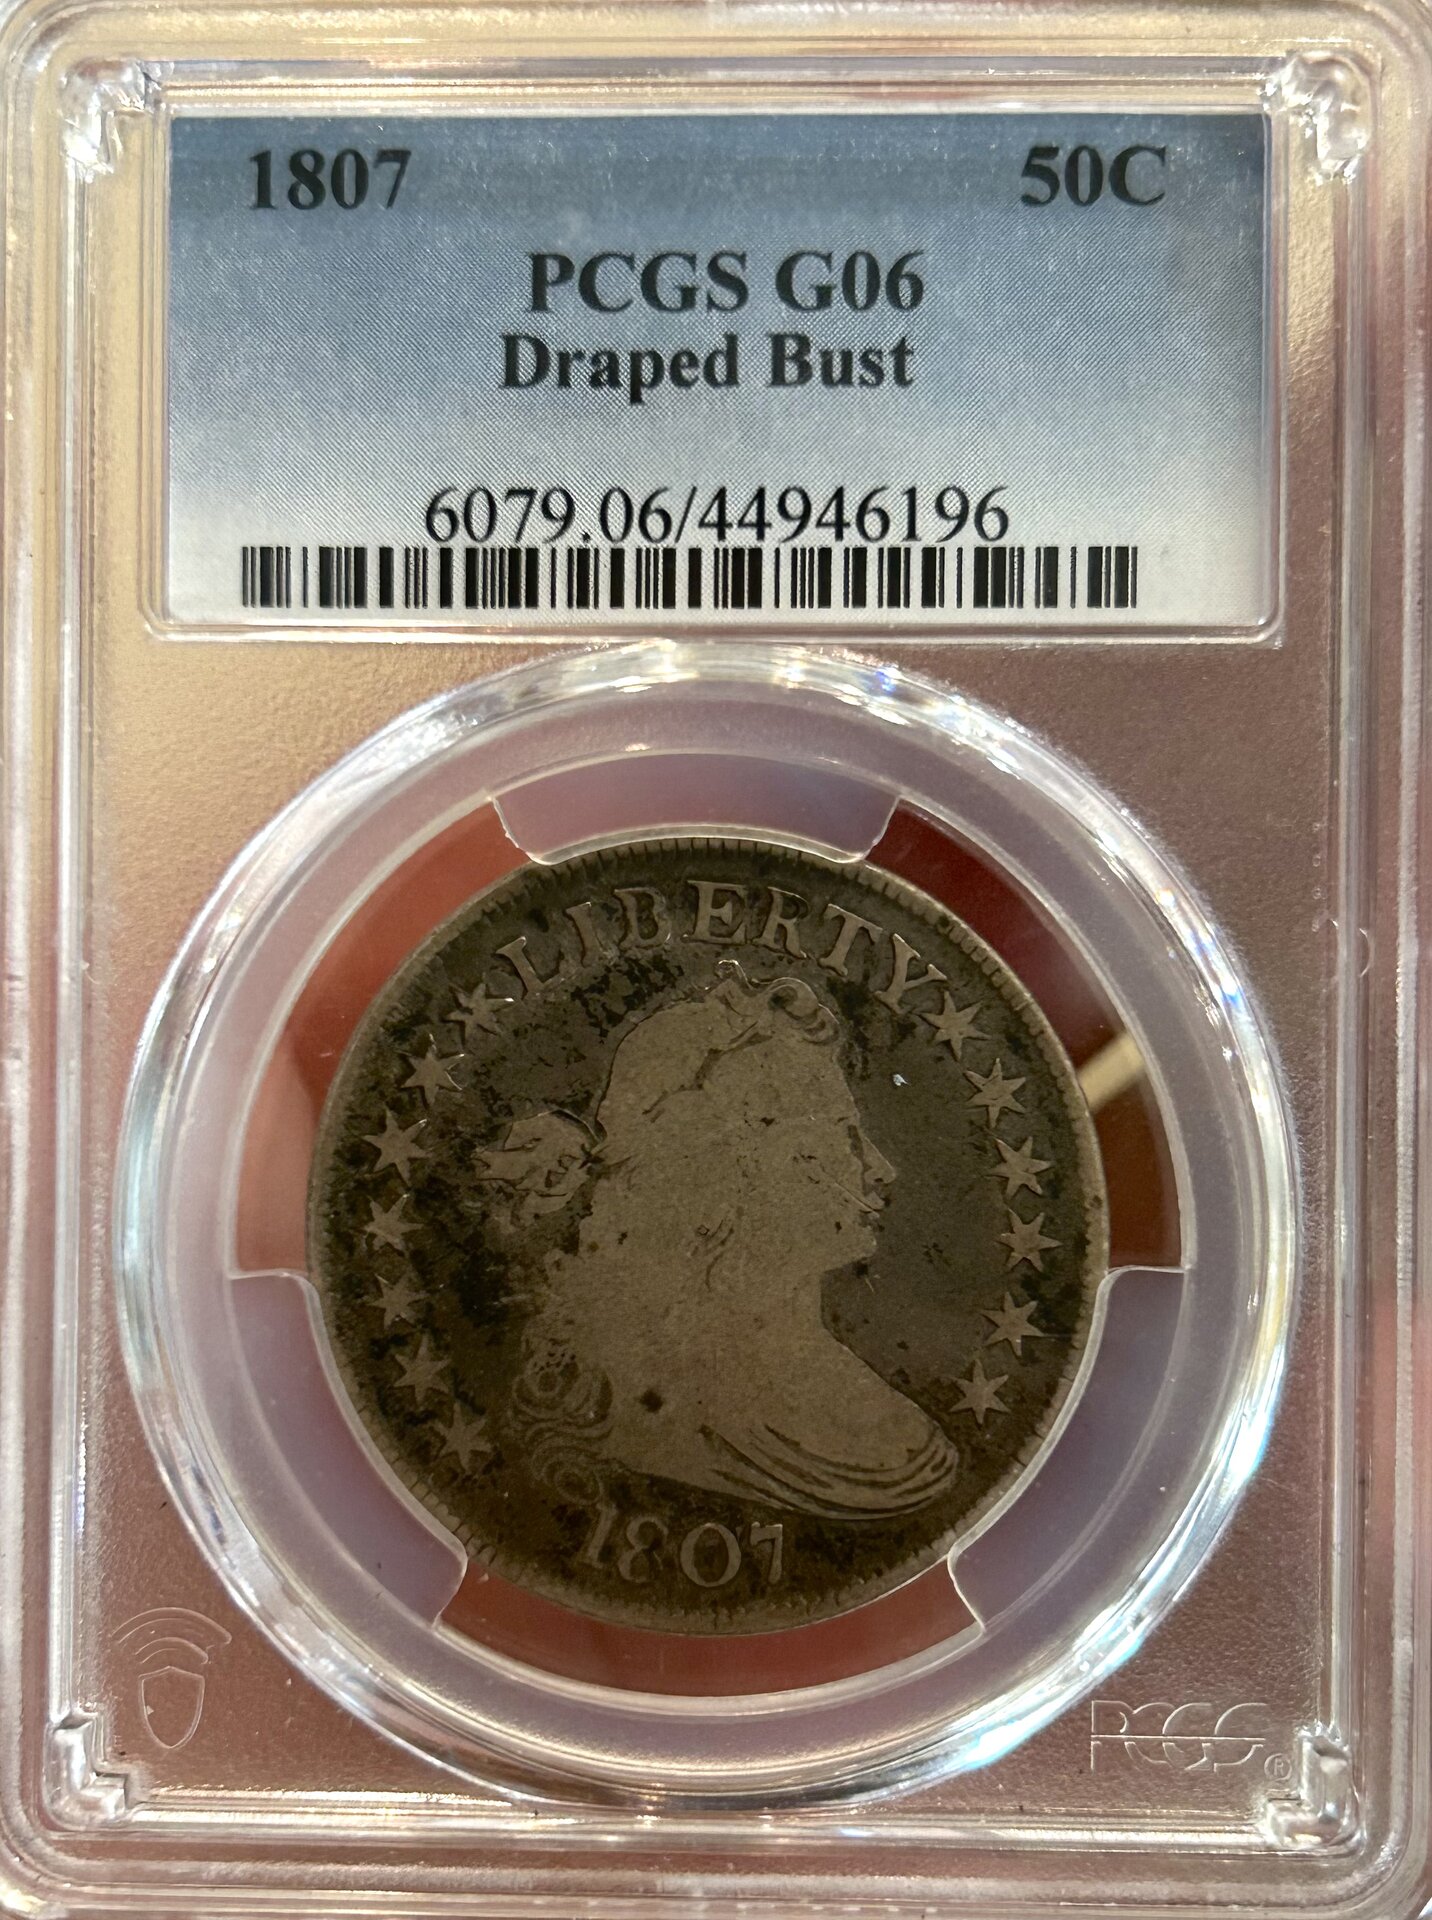 1807 50C
PCGS G06
Draped Bust
6079.06/44946196
LIBERTY
1807
PCGS®